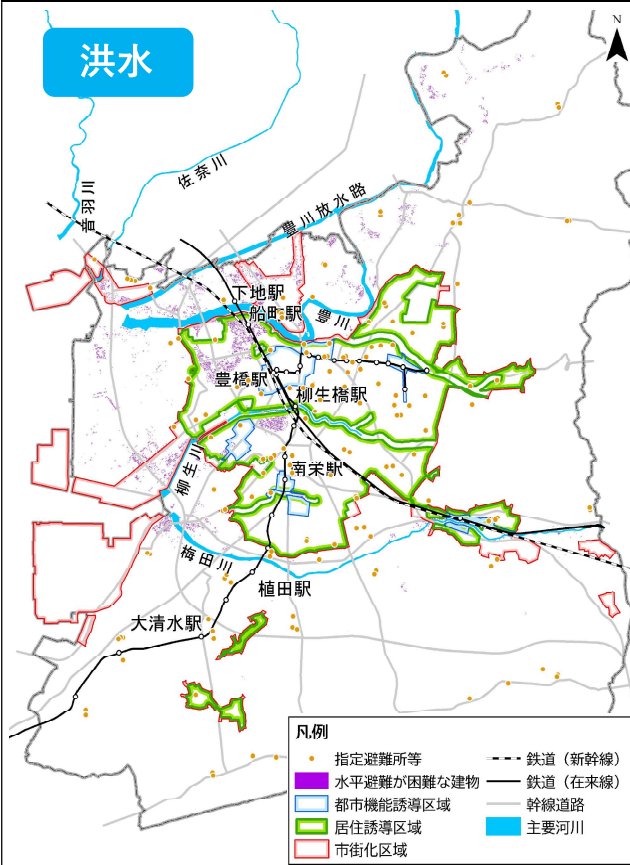 洪水
N
音羽川
佐奈川
豊川放水路
下地駅
船町駅
豊川
豊橋駅
柳生橋駅
柳生川
南栄駅
梅田川
植田駅
大清水駅
凡例
指定避難所等
水平避難が困難な建物
都市機能誘導区域
居住誘導区域
市街化区域
鉄道（新幹線）
鉄道（在来線）
幹線道路
主要河川